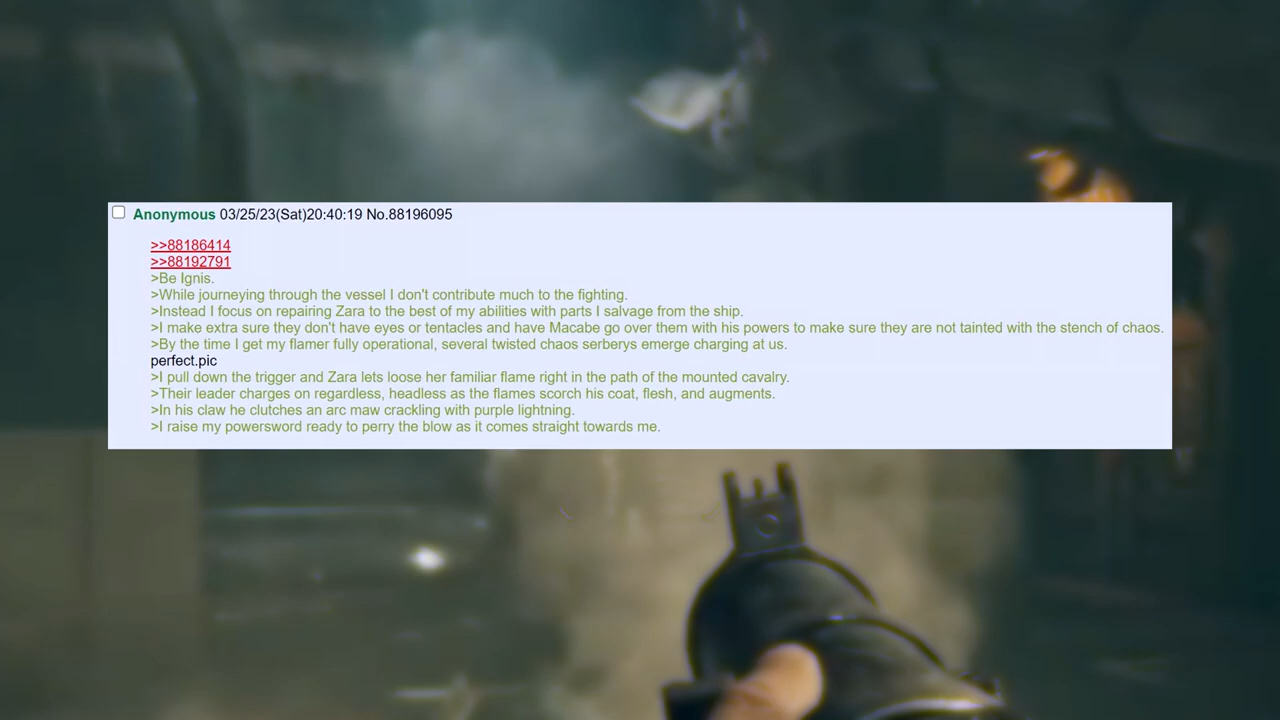 Anonymous 03/25/23(Sat)20:40:19 No.88196095
>>88186414
>>88192791
>Be Ignis.
>While journeying through the vessel I don't contribute much to the fighting.
>Instead I focus on repairing Zara to the best of my abilities with parts I salvage from the ship.
>I make extra sure they don't have eyes or tentacles and have Macabe go over them with his powers to make sure they are not tainted with the stench of chaos.
>By the time I get my flamer fully operational, several twisted chaos serberys emerge charging at us.
perfect.pic
>I pull down the trigger and Zara lets loose her familiar flame right in the path of the mounted cavalry.
>Their leader charges on regardless, headless as the flames scorch his coat, flesh, and augments.
>In his claw he clutches an arc maw crackling with purple lightning.
>I raise my powersword ready to perry the blow as it comes straight towards me.